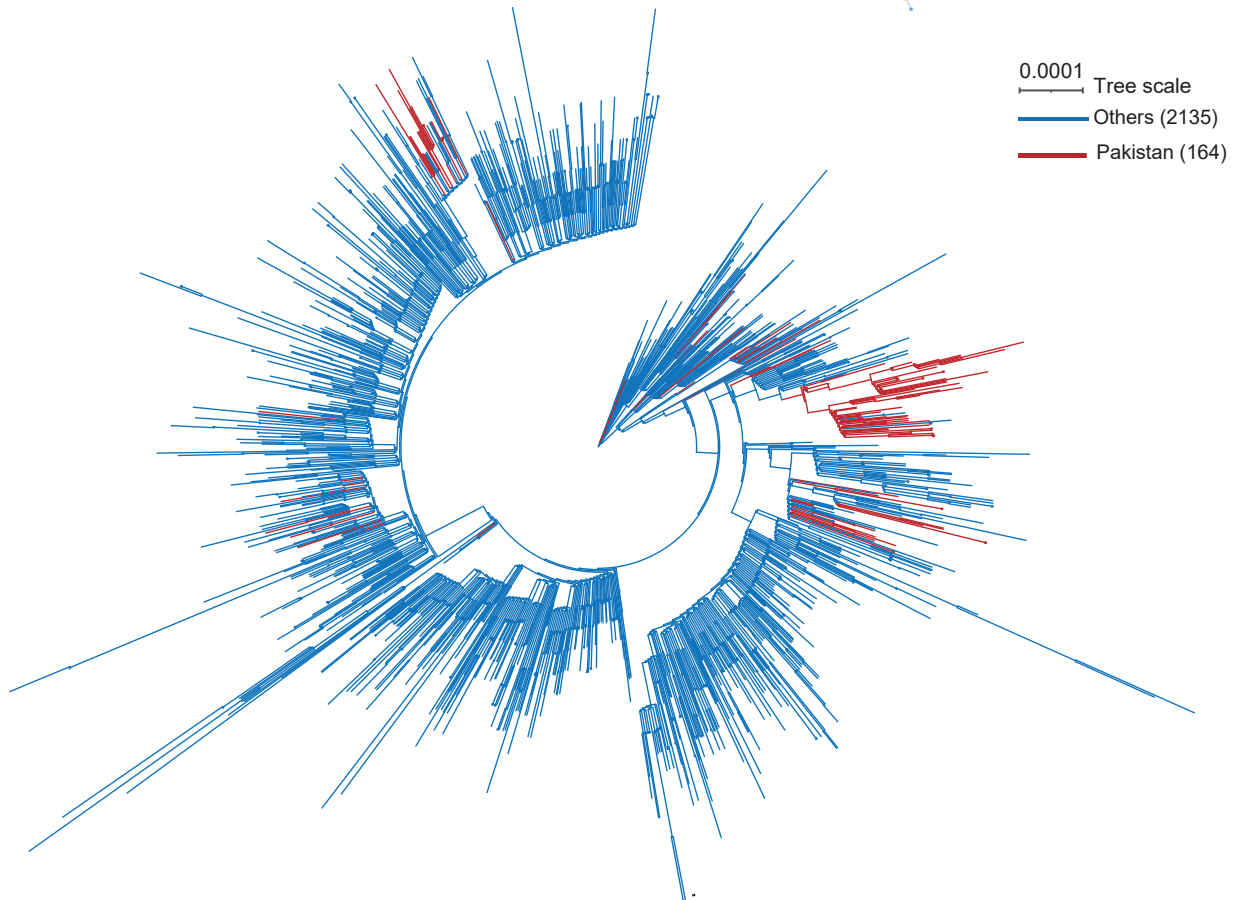 0.0001
Tree scale
Others (2135)
Pakistan (164)